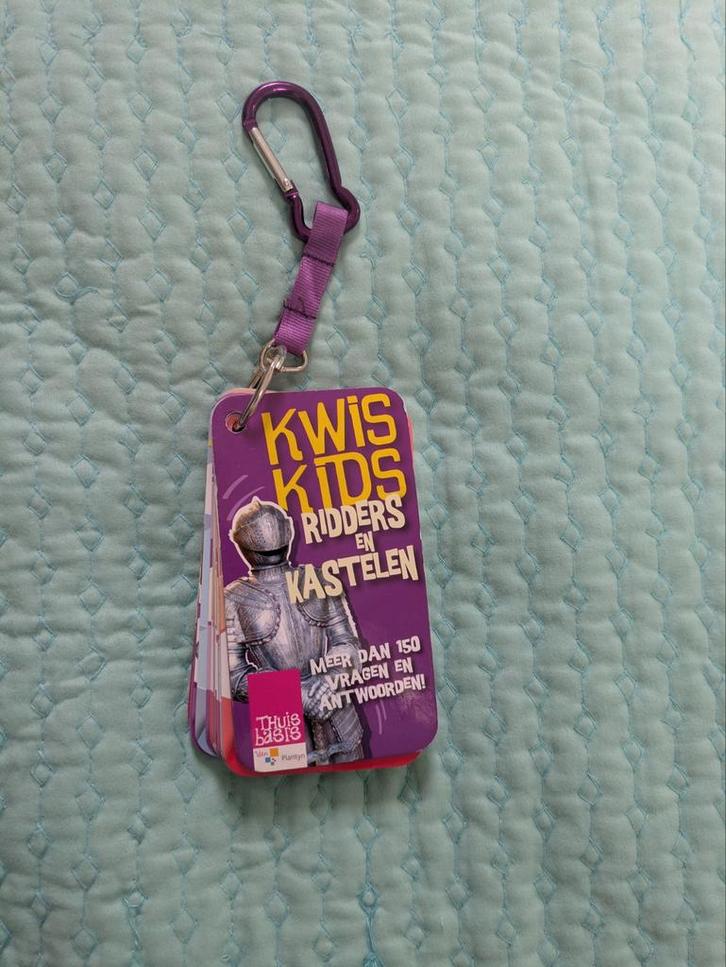 KWIS
KIDS
RIDDERS
EN
KASTELEN
MEER DAN 150
VRAGEN EN
ANTWOORDEN!
THUIS
basis
Plantyn